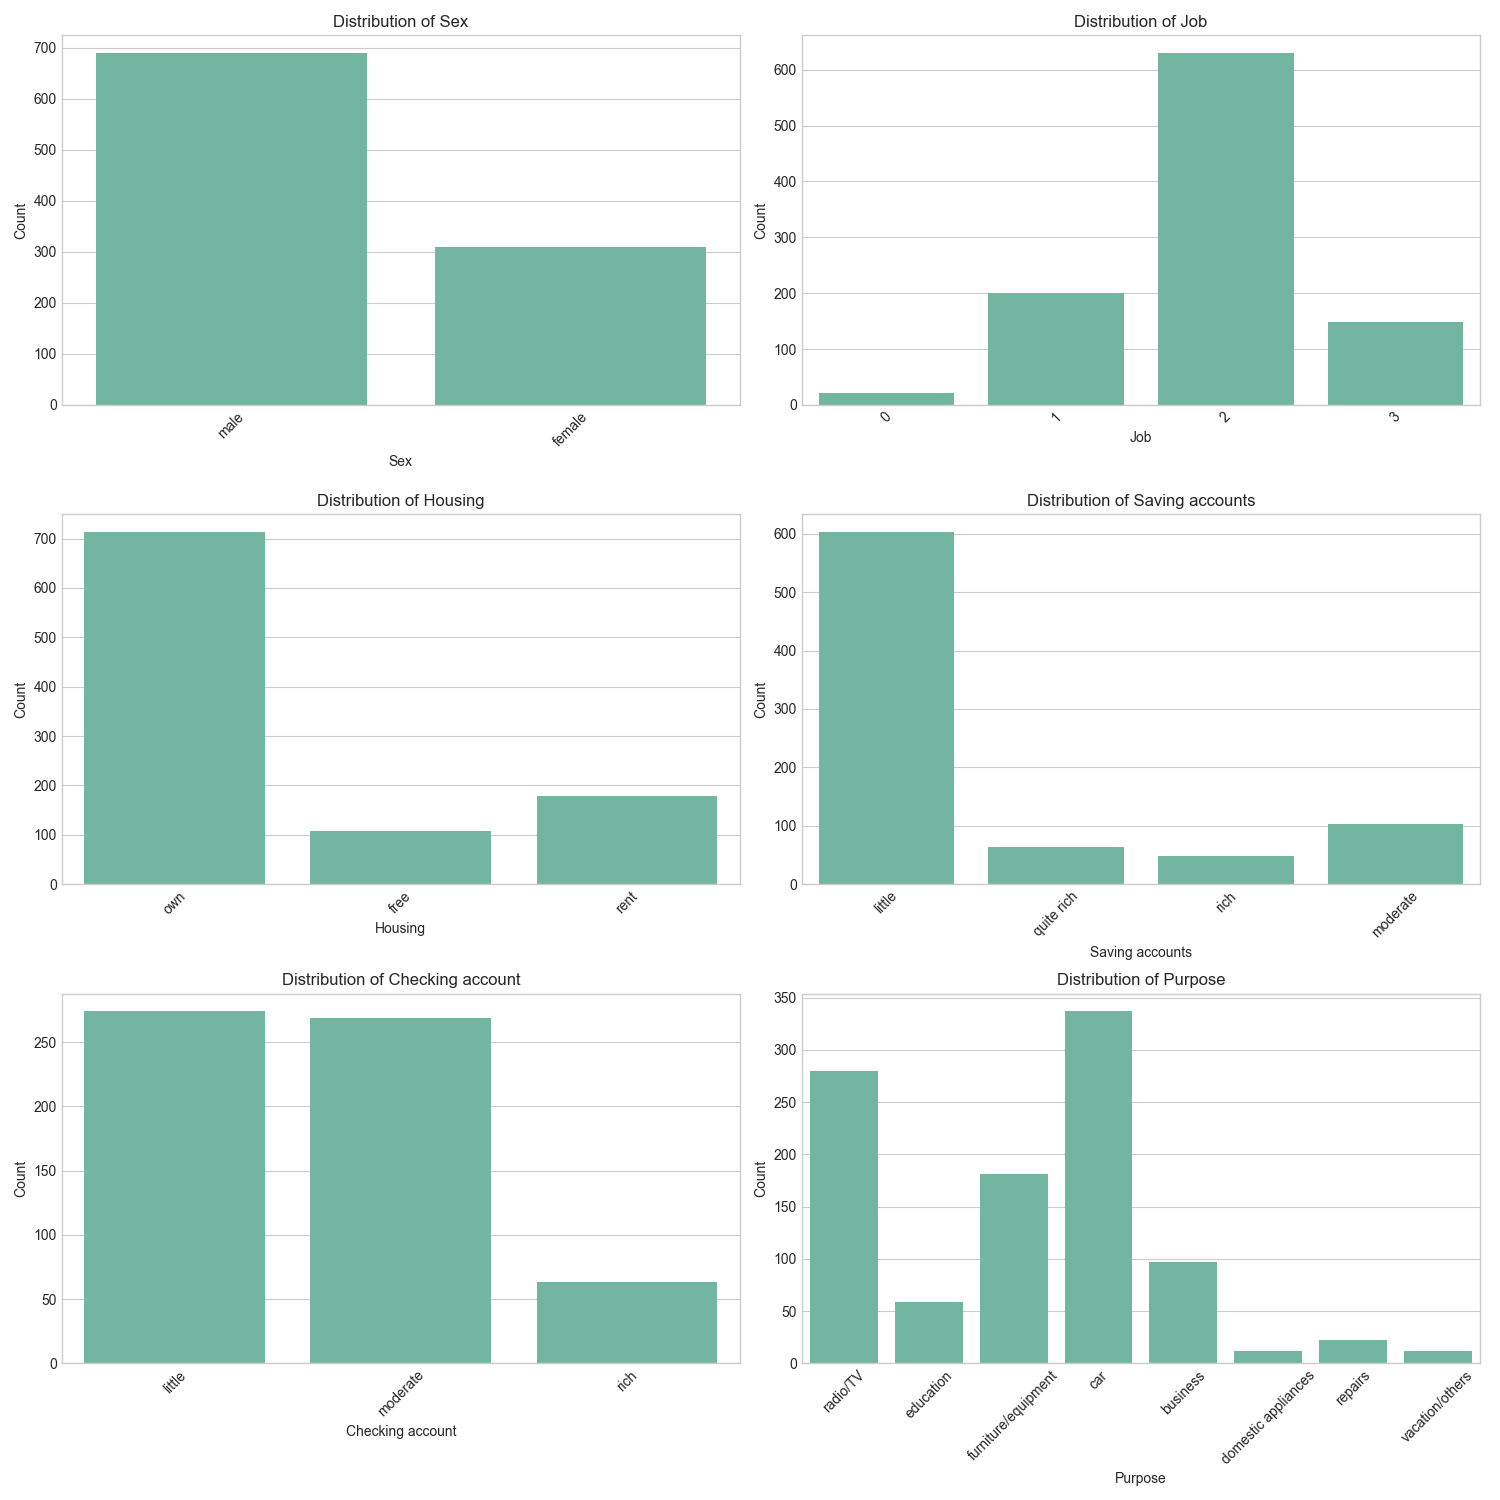 Distribution of Sex
700
600
500
400
300
200
100
0
Count
male
female
Sex
Distribution of Job
600
500
400
300
200
100
0
Count
0
1
2
3
Job
Distribution of Housing
700
600
500
400
300
200
100
0
Count
own
free
rent
Housing
Distribution of Saving accounts
600
500
400
300
200
100
0
Count
little
quite rich
rich
moderate
Saving accounts
Distribution of Checking account
250
200
150
100
50
0
Count
little
moderate
rich
Checking account
Distribution of Purpose
350
300
250
200
150
100
50
0
Count
radio/TV
education
furniture/equipment
car
business
domestic appliances
repairs
vacation/others
Purpose